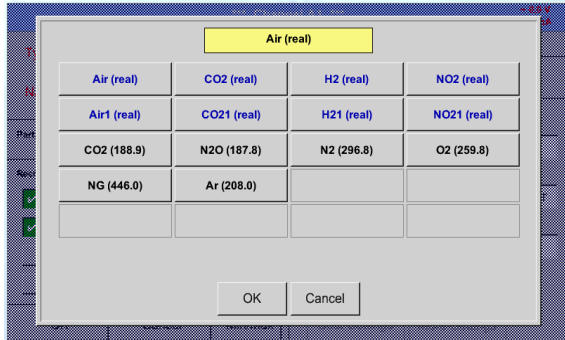 *** Channel A1 ***
Air (real)
Air (real) CO2 (real) H2 (real) NO2 (real)
Air1 (real) CO21 (real) H21 (real) NO21 (real)
CO2 (188.9) N2O (187.8) N2 (296.8) O2 (259.8)
NG (446.0) Ar (208.0)
OK Cancel